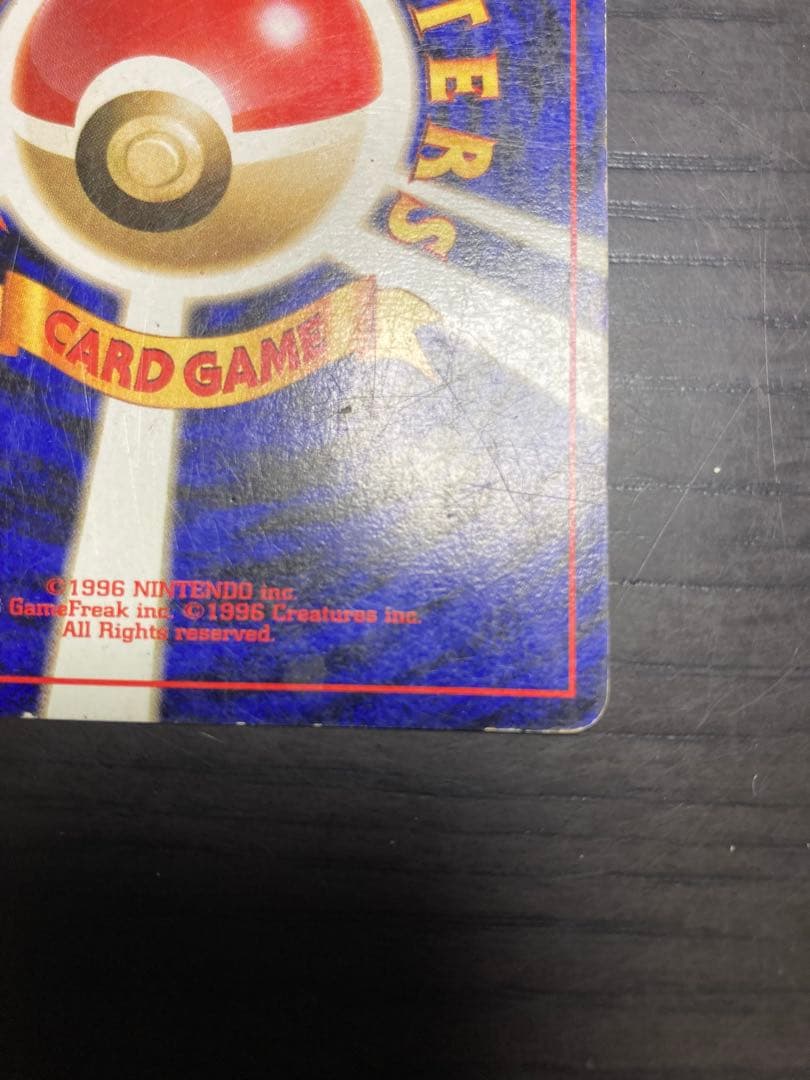 TERS
CARD GAME
©1996 NINTENDO inc.
GameFreak inc. ©1996 Creatures inc.
All Rights reserved.